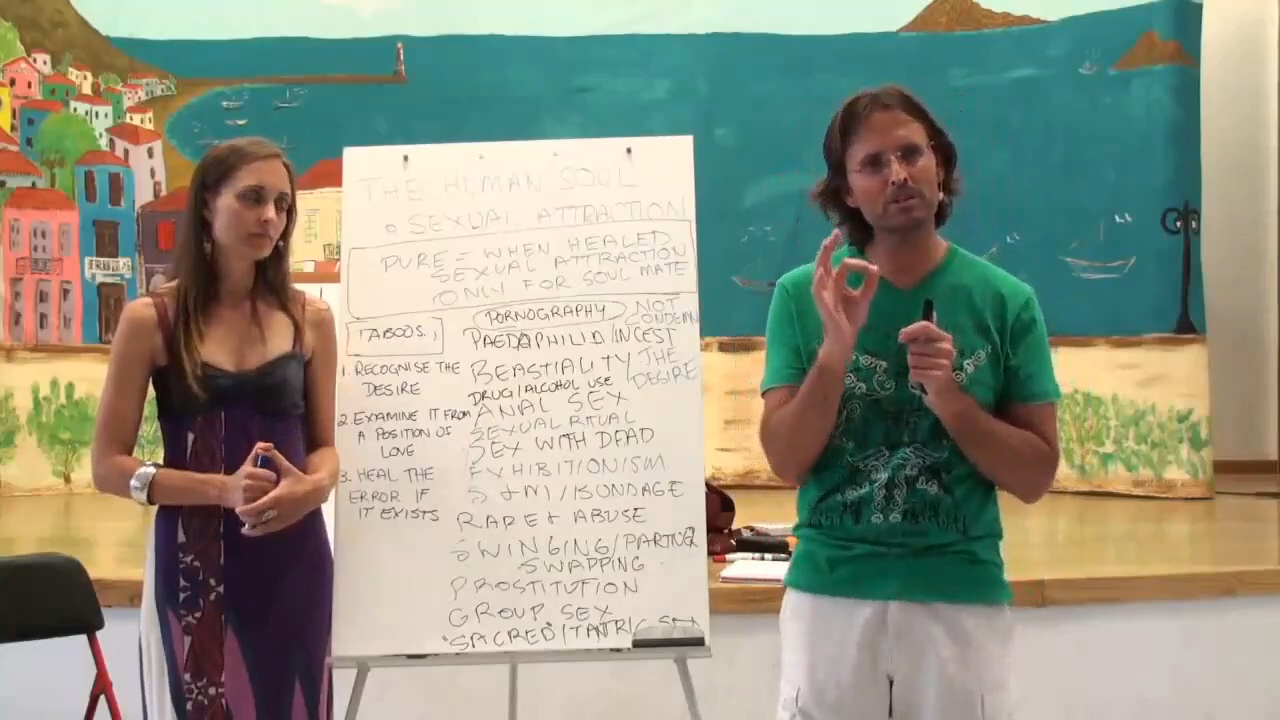 THE HUMAN SOUL
SEXUAL ATTRACTION
PURE = WHEN HEALED
SEXUAL ATTRACTION
ONLY FOR SOUL MATE
TABOOS.
1. RECOGNISE THE
DESIRE
2. EXAMINE IT FROM
A POSITION OF
LOVE
3. HEAL THE
ERROR IF
IT EXISTS
PORNOGRAPHY
PAEDOPHILID/INCEST
BEASTIALITY
DRUG/ALCOHOL USE
ANAL SEX
SEXUAL RITUAL
SEX WITH DEAD
EXHIBITIONISM
S+M/BONDAGE
RAPE + ABUSE
SWINGING/PARTNER
SWAPPING
PROSTITUTION
GROUP SEX
"SACRED/TANTRIC
NOT
CONDEMN
THE
DESIRE